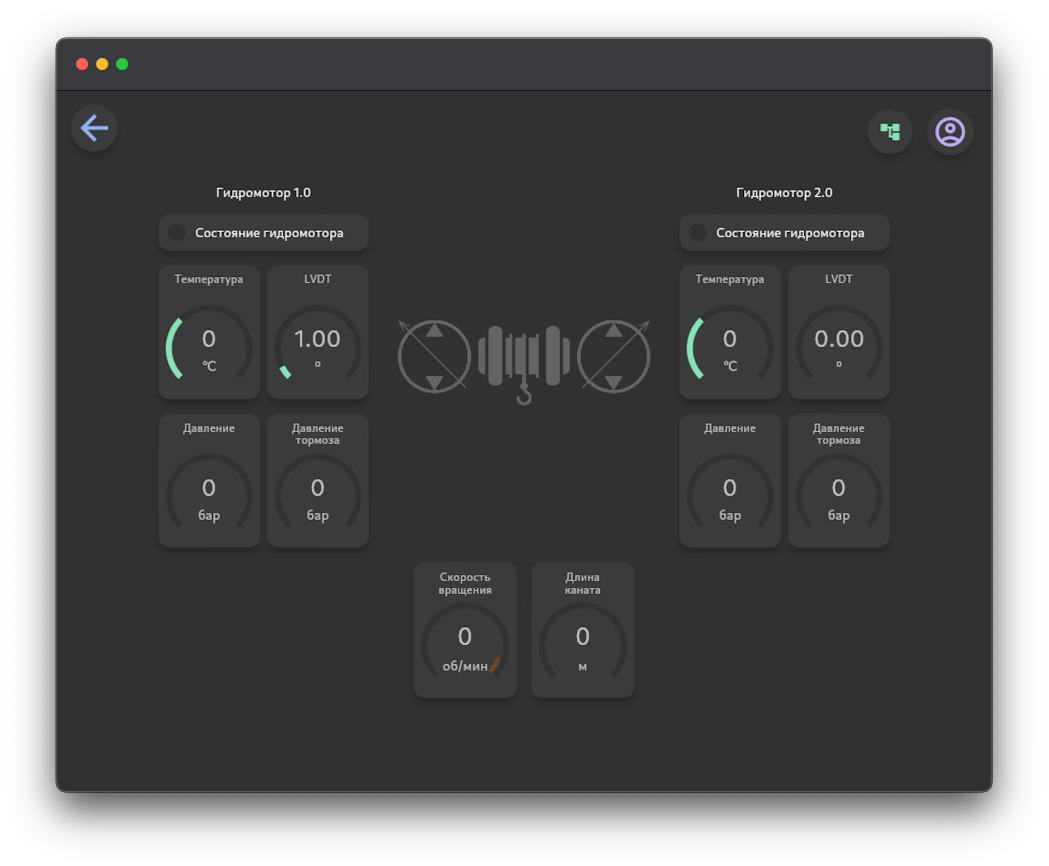 Гидромотор 1.0
Состояние гидромотора
Температура
0
°C
LVDT
1.00
°
Давление
0
бар
Давление
тормоза
0
бар
Гидромотор 2.0
Состояние гидромотора
Температура
0
°C
LVDT
0.00
°
Давление
0
бар
Давление
тормоза
0
бар
Скорость
вращения
0
об/мин
Длина
каната
0
м